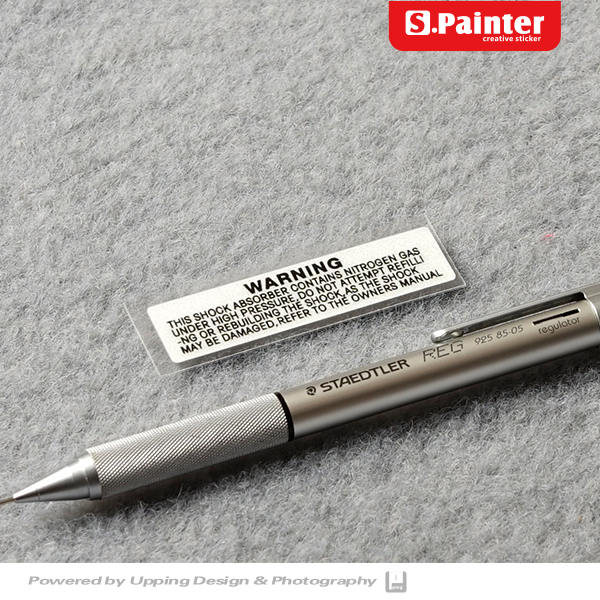 S.Painter
creative sticker
WARNING
THIS SHOCK ABSORBER CONTAINS NITROGEN GAS
UNDER HIGH PRESSURE. DO NOT ATTEMPT REFILLI
-NG OR REBUILDING THE SHOCK AS THE SHOCK
MAY BE DAMAGED,REFER TO THE OWNERS MANUAL
STAEDTLER REG 925 85-05 regulator
Powered by Upping Design & Photography